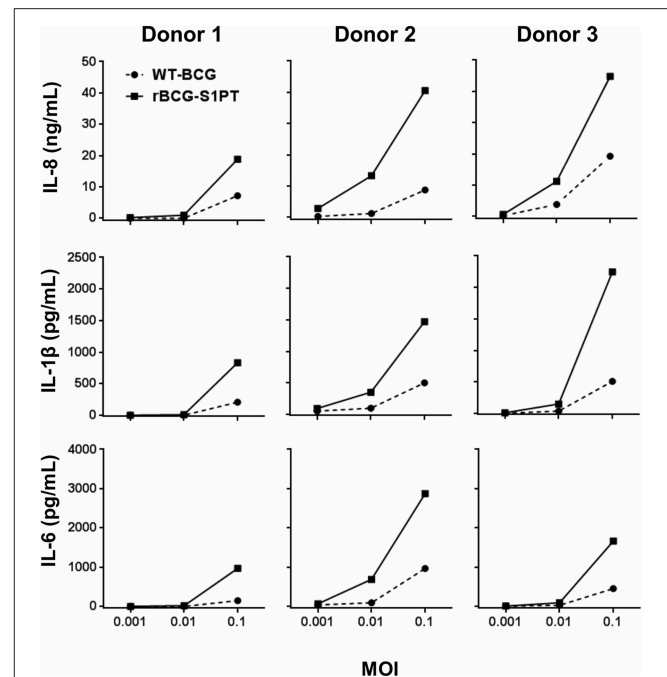 Donor 1 Donor 2 Donor 3
IL-8 (ng/mL)
50
40
30
20
10
0
WT-BCG
rBCG-S1PT
IL-1β (pg/mL)
2500
2000
1500
1000
500
0
IL-6 (pg/mL)
4000
3000
2000
1000
0
0.001 0.01 0.1 0.001 0.01 0.1 0.001 0.01 0.1
MOI